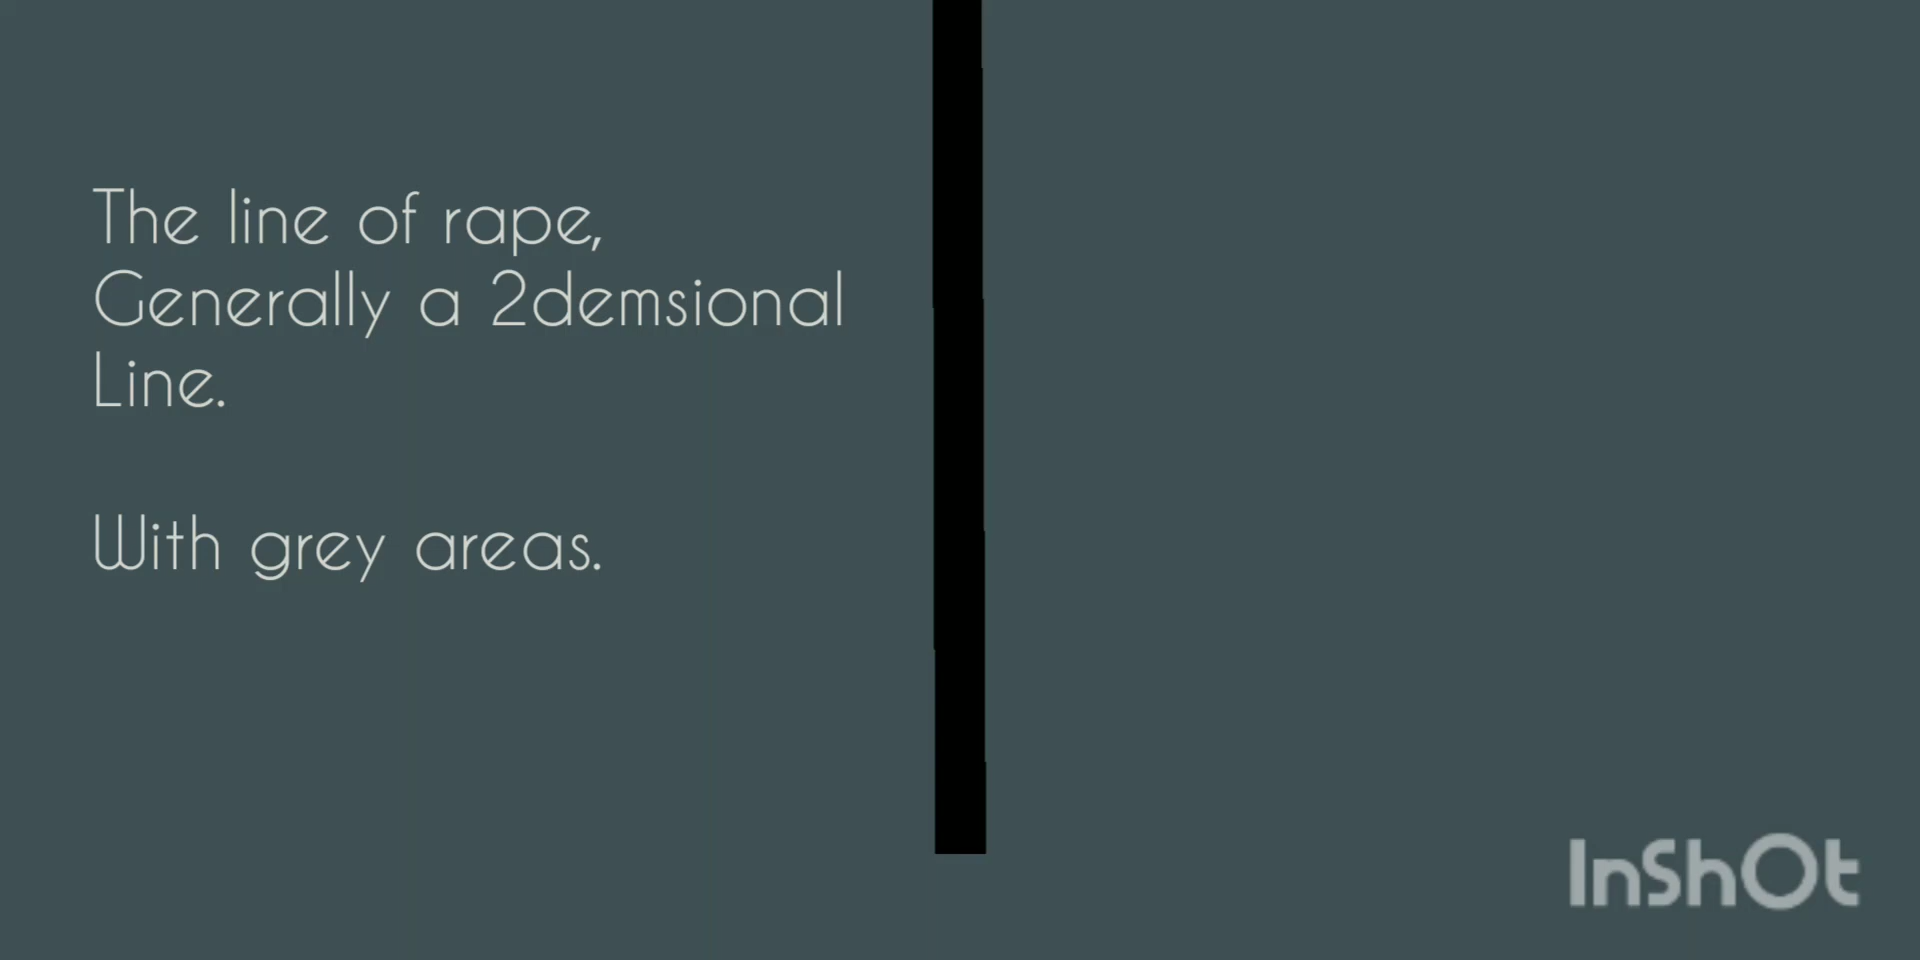 The line of rape,
Generally a 2demsional
Line.
With grey areas.
InShOt